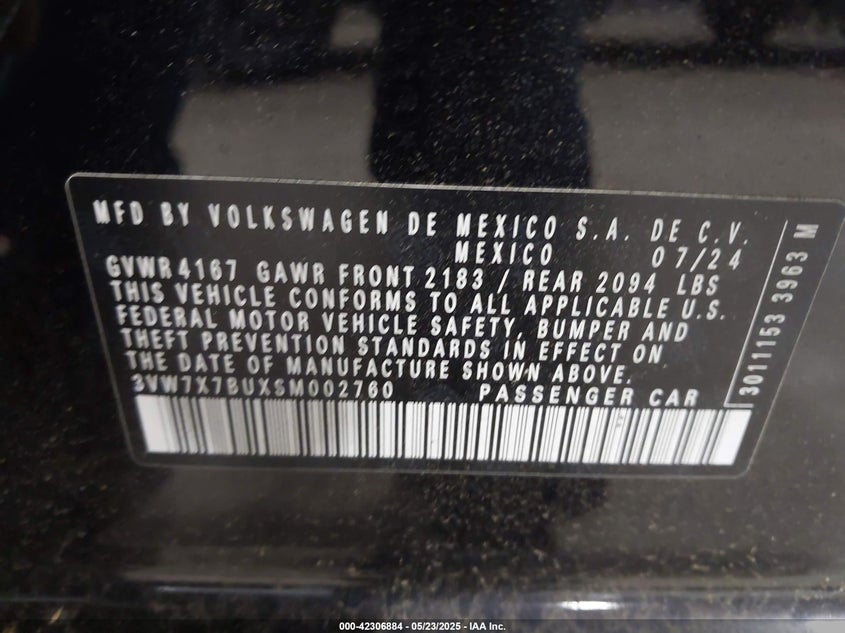 MFD BY VOLKSWAGEN DE MEXICO S.A. DE C.V.
MEXICO 07/24
GVWR 4167 GAWR FRONT 2183 / REAR 2094 LBS
THIS VEHICLE CONFORMS TO ALL APPLICABLE U.S.
FEDERAL MOTOR VEHICLE SAFETY, BUMPER AND
THEFT PREVENTION STANDARDS IN EFFECT ON
THE DATE OF MANUFACTURE SHOWN ABOVE.
3VW7X7BUXSM002760 PASSENGER CAR
3011153 3963 M
000-42306884 - 05/23/2025 - IAA Inc.